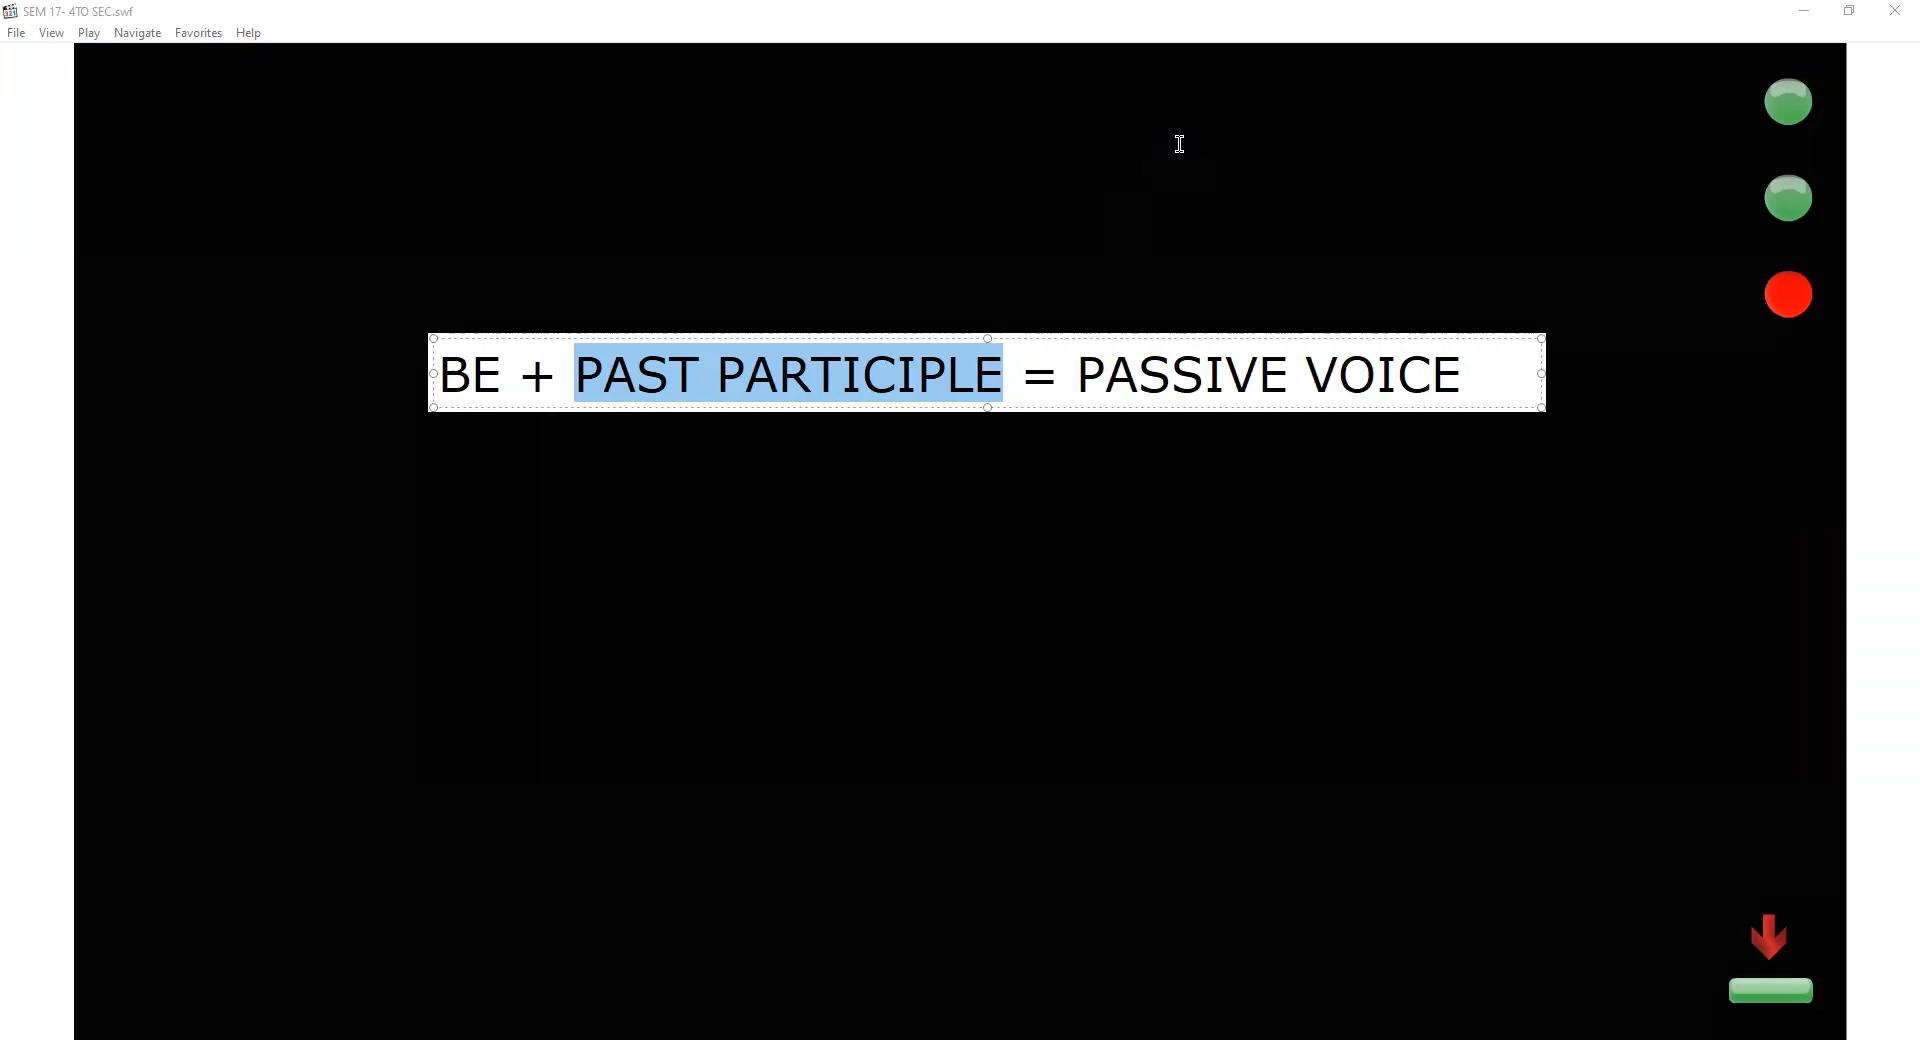 SEM 17- 4TO SEC.swf
File View Play Navigate Favorites Help
BE + PAST PARTICIPLE = PASSIVE VOICE